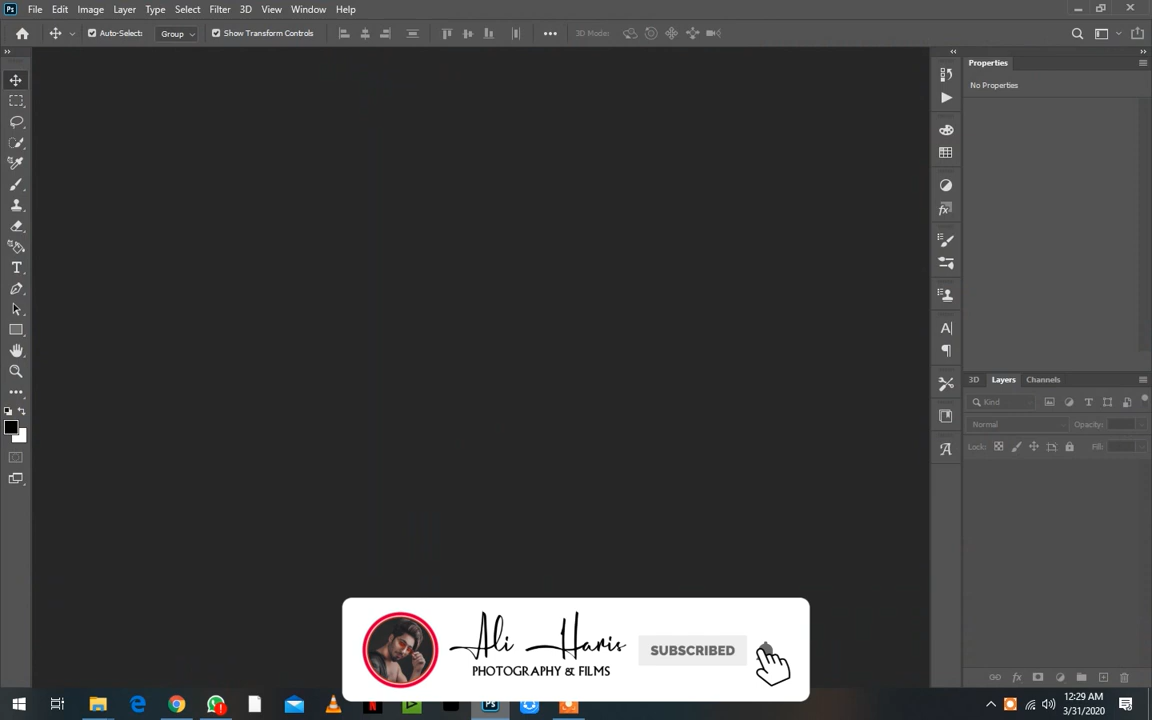 Ps File Edit Image Layer Type Select Filter 3D View Window Help
Auto-Select: Group Show Transform Controls 3D Mode:
Properties
No Properties
3D Layers Channels
Kind
Normal Opacity:
Lock: Fill:
Ali Haris
PHOTOGRAPHY & FILMS
SUBSCRIBED
12:29 AM
3/31/2020